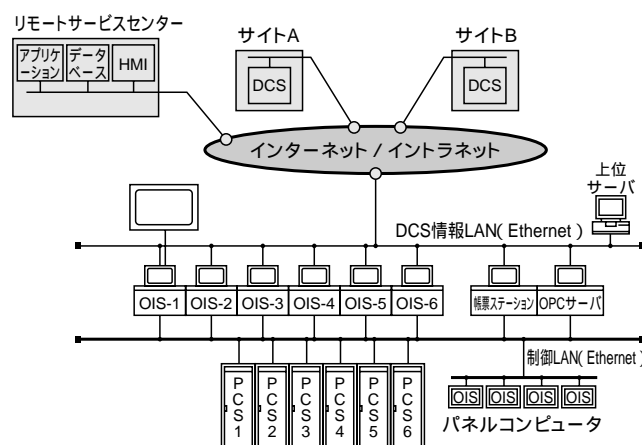 リモートサービスセンター
アプリケ
ーション
データ
ベース
HMI
サイトA
DCS
サイトB
DCS
インターネット / イントラネット
上位
サーバ
DCS情報LAN( Ethernet )
OIS-1
OIS-2
OIS-3
OIS-4
OIS-5
OIS-6
帳票ステーション
OPCサーバ
制御LAN( Ethernet )
PCS1
PCS2
PCS3
PCS4
PCS5
PCS6
OIS
OIS
OIS
OIS
パネルコンピュータ